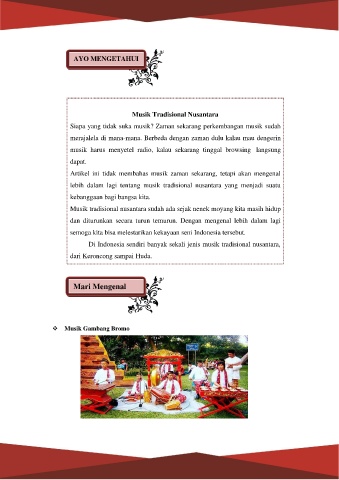 AYO MENGETAHUI
Musik Tradisional Nusantara
Siapa yang tidak suka musik? Zaman sekarang perkembangan musik sudah
merajalela di mana-mana. Berbeda dengan zaman dulu kalau mau dengerin
musik harus menyetel radio, kalau sekarang tinggal browsing langsung
dapat.
Artikel ini tidak membahas musik zaman sekarang, tetapi akan mengenal
lebih dalam lagi tentang musik tradisional nusantara yang menjadi suatu
kebanggaan bagi bangsa kita.
Musik tradisional nusantara sudah ada sejak nenek moyang kita masih hidup
dan diturunkan secara turun temurun. Dengan mengenal lebih dalam lagi
semoga kita bisa melestarikan kekayaan seni Indonesia tersebut.
Di Indonesia sendiri banyak sekali jenis musik tradisional nusantara,
dari Keroncong sampai Huda.
Mari Mengenal
❖ Musik Gambang Bromo